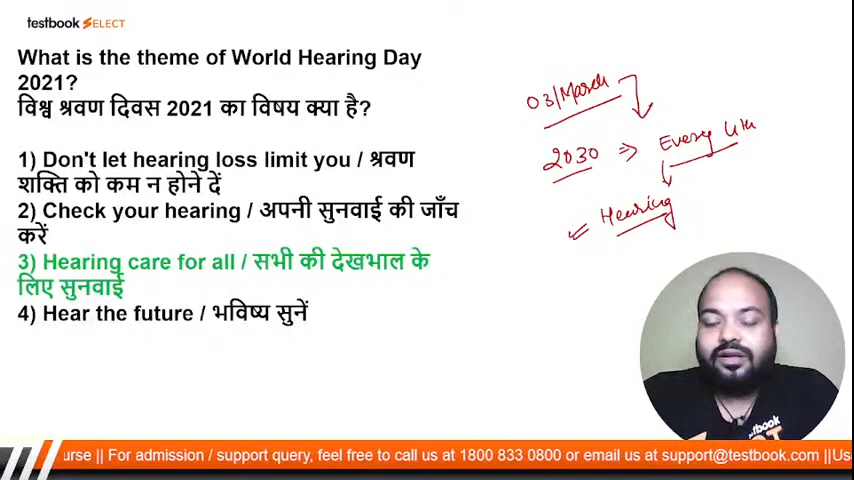 testbook SELECT
What is the theme of World Hearing Day
2021?
विश्व श्रवण दिवस 2021 का विषय क्या है?
1) Don't let hearing loss limit you / श्रवण
शक्ति को कम न होने दें
2) Check your hearing / अपनी सुनवाई की जाँच
करें
3) Hearing care for all / सभी की देखभाल के
लिए सुनवाई
4) Hear the future / भविष्य सुनें
03/March
2030 ⇒ Every 4th
Hearing
testbook
urse || For admission / support query, feel free to call us at 1800 833 0800 or email us at support@testbook.com ||Us